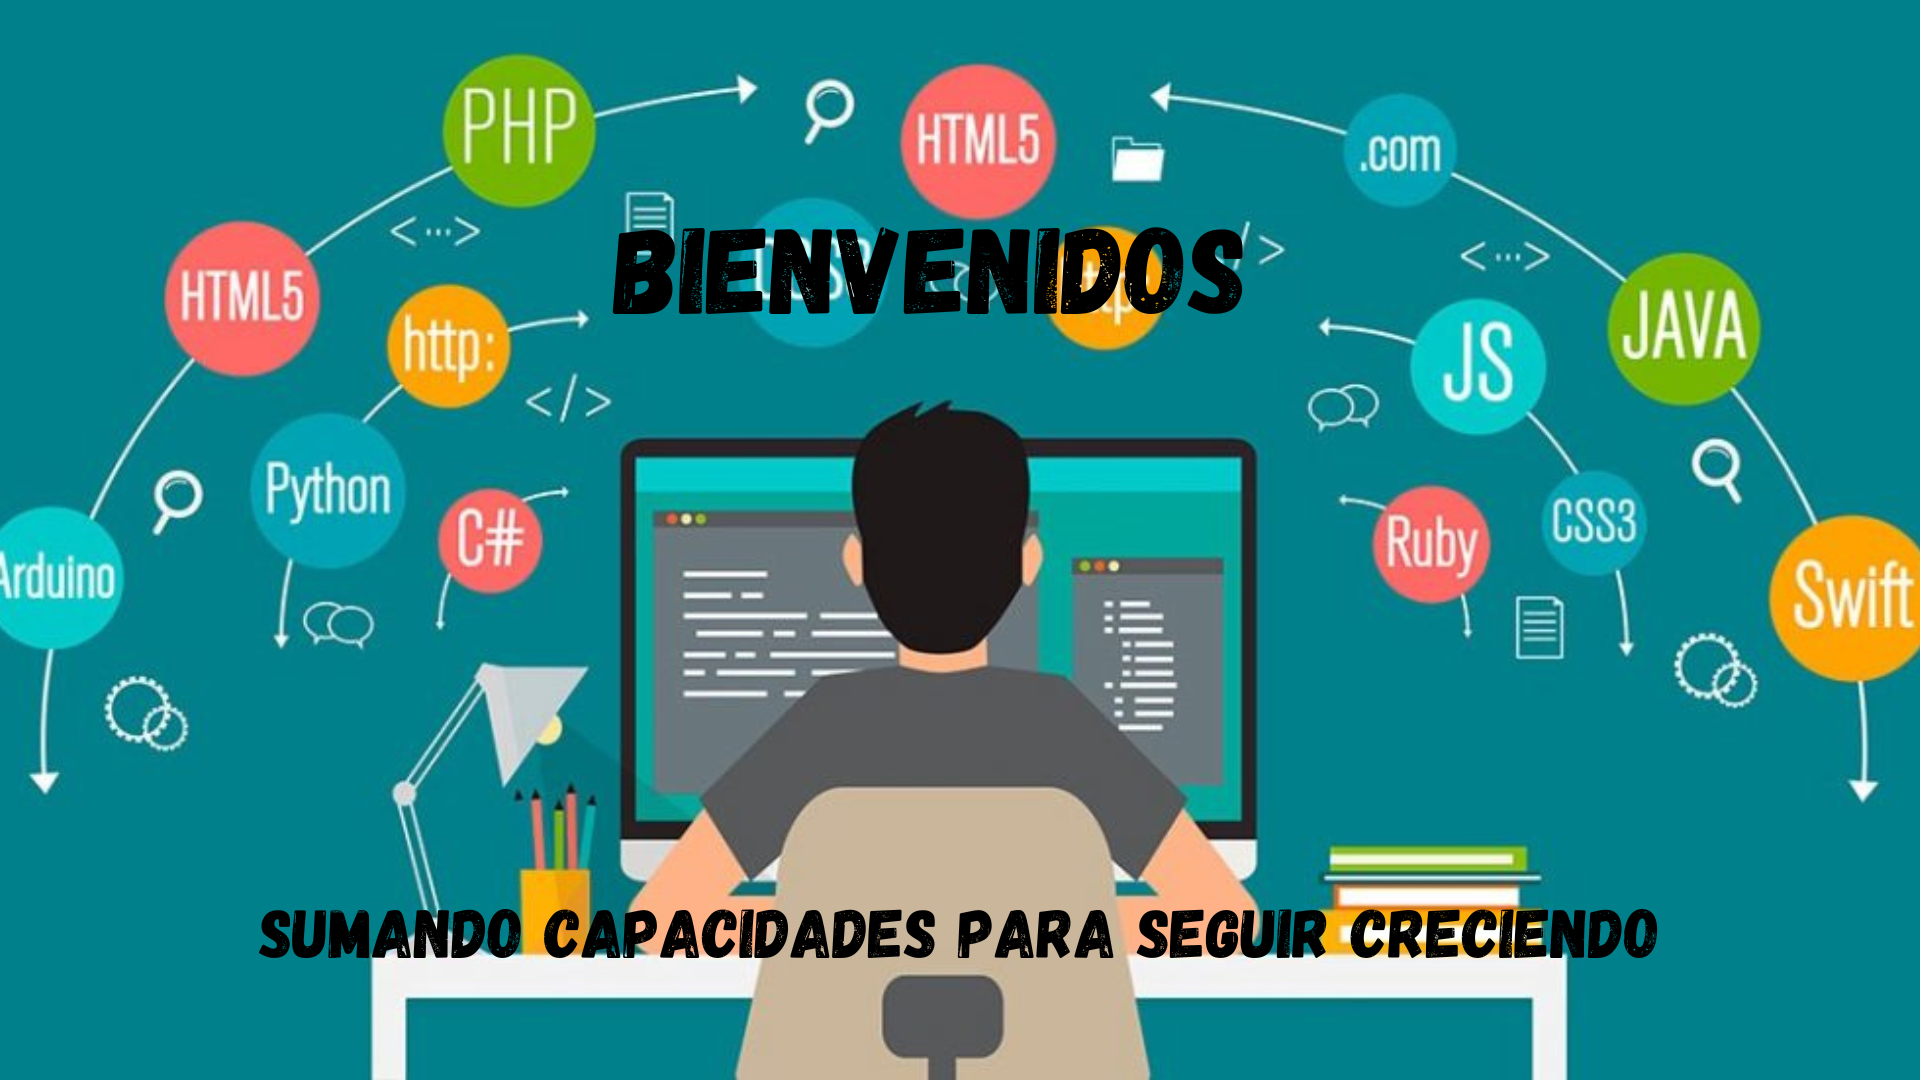 PHP
HTML5
.com
<···>
</>
BIENVENIDOS
HTML5
http:
<···>
JAVA
JS
</>
Python
C#
Ruby
CSS3
Arduino
Swift
SUMANDO CAPACIDADES PARA SEGUIR CRECIENDO